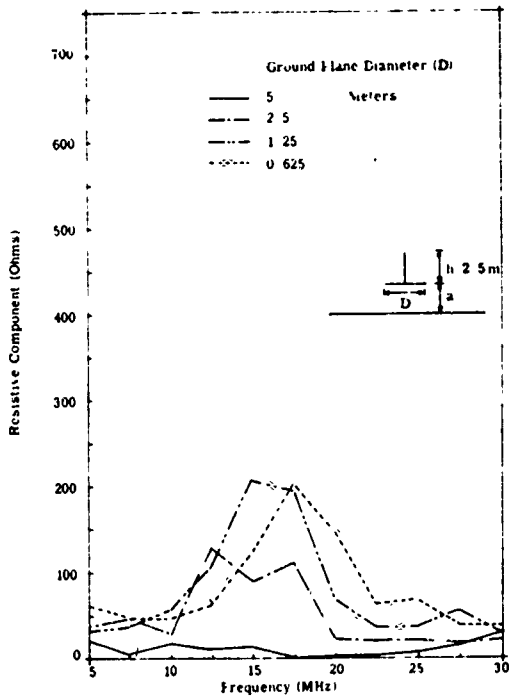 Ground Plane Diameter (D)
5 Meters
2 5
1 25
0 625
h 2 5m
a
D
Resistive Component (Ohms)
700
600
500
400
300
200
100
0
5
10
15
20
25
30
Frequency (MHz)